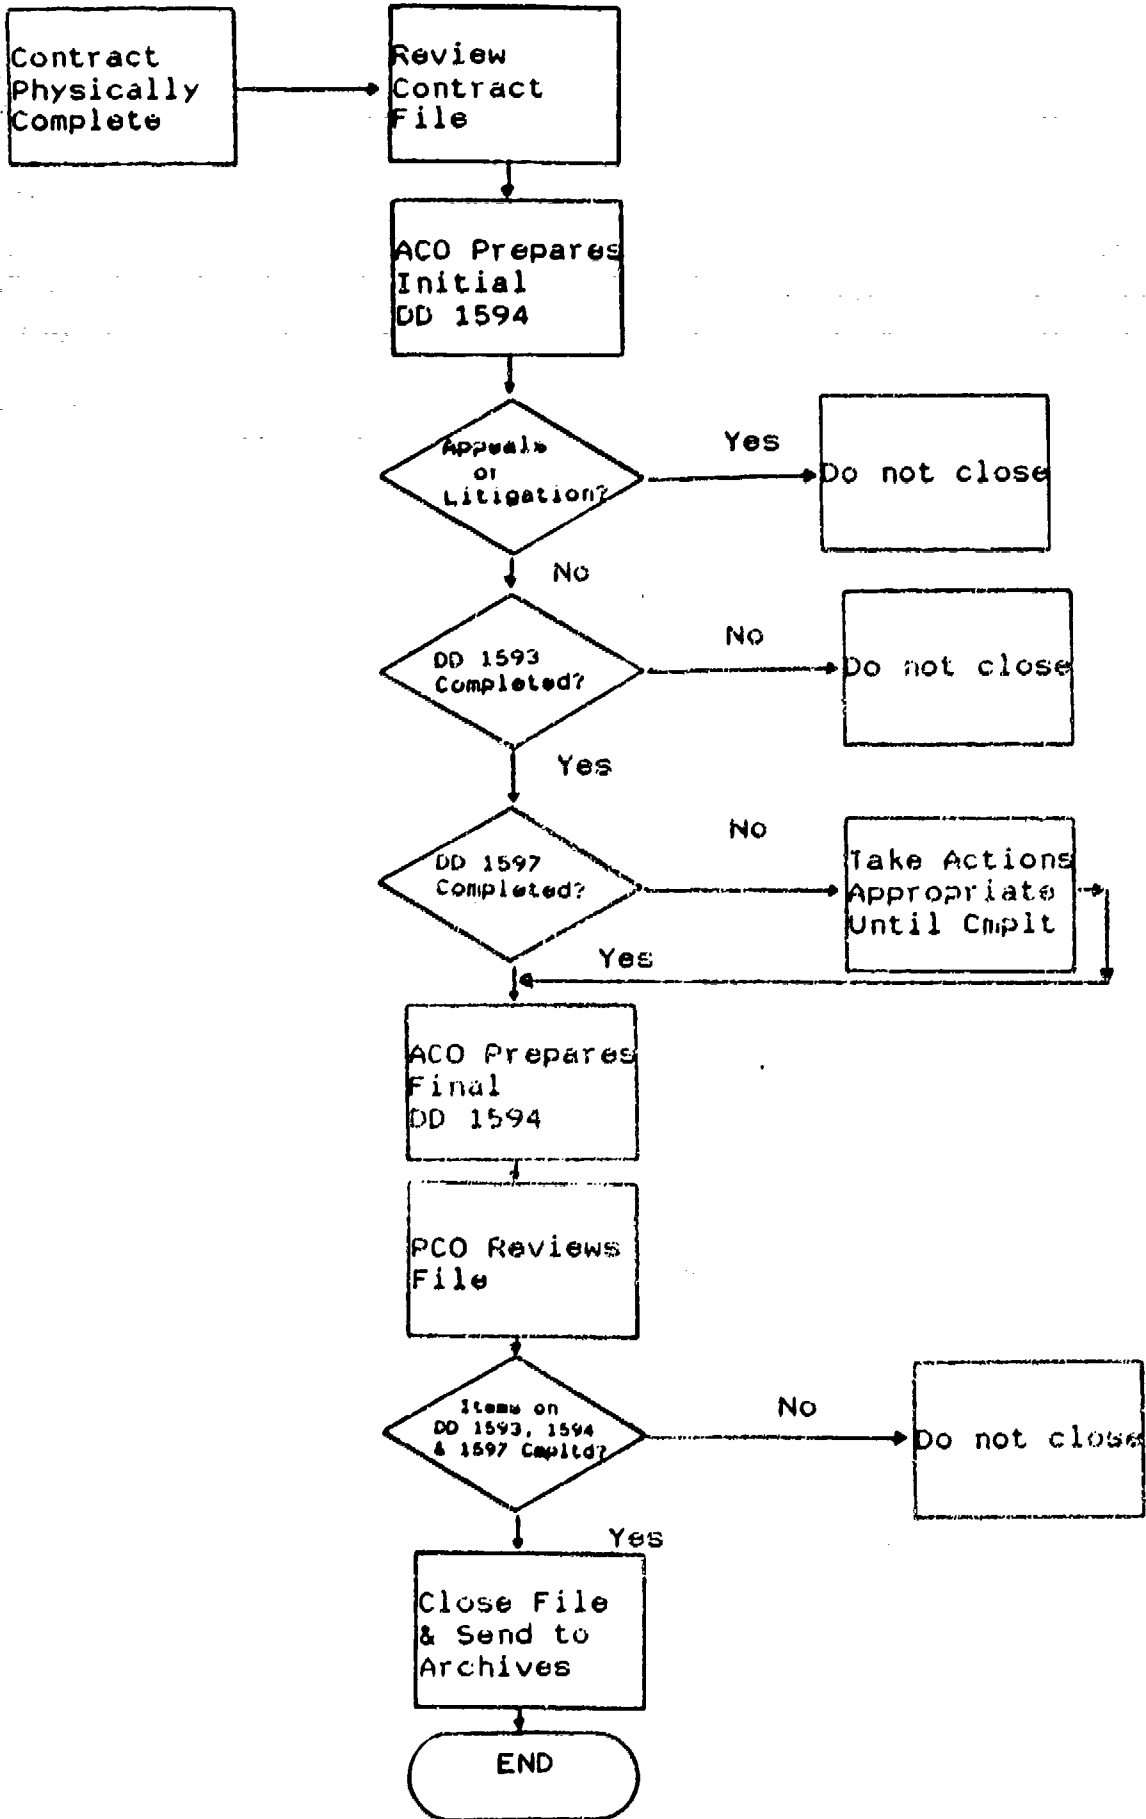 Contract
Physically
Complete
Review
Contract
File
ACO Prepares
Initial
DD 1594
Appeals
or
Litigation?
Yes
Do not close
No
DD 1593
Completed?
No
Do not close
Yes
DD 1597
Completed?
No
Take Actions
Appropriate
Until Cmplt
Yes
ACO Prepares
Final
DD 1594
PCO Reviews
File
Items on
DD 1593, 1594
& 1597 Cmpltd?
No
Do not close
Yes
Close File
& Send to
Archives
END